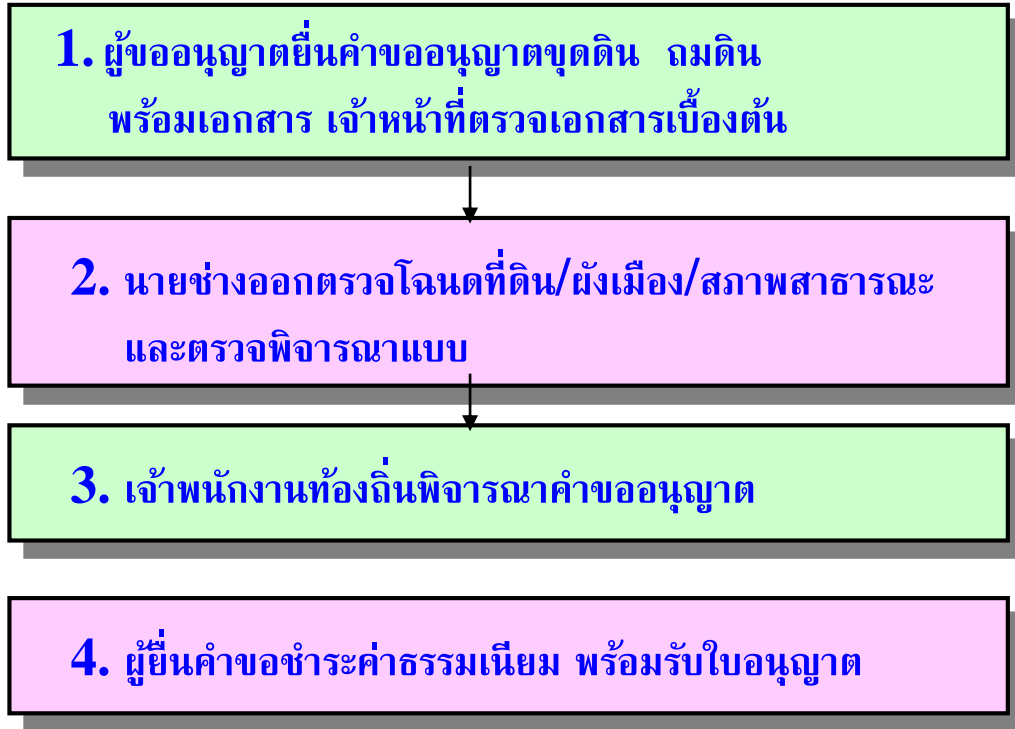 1. ผู้ขออนุญาตยื่นคำขออนุญาตขุดดิน ถมดิน
พร้อมเอกสาร เจ้าหน้าที่ตรวจเอกสารเบื้องต้น
2. นายช่างออกตรวจโฉนดที่ดิน/ผังเมือง/สภาพสาธารณะ
และตรวจพิจารณาแบบ
3. เจ้าพนักงานท้องถิ่นพิจารณาคำขออนุญาต
4. ผู้ยื่นคำขอชำระค่าธรรมเนียม พร้อมรับใบอนุญาต